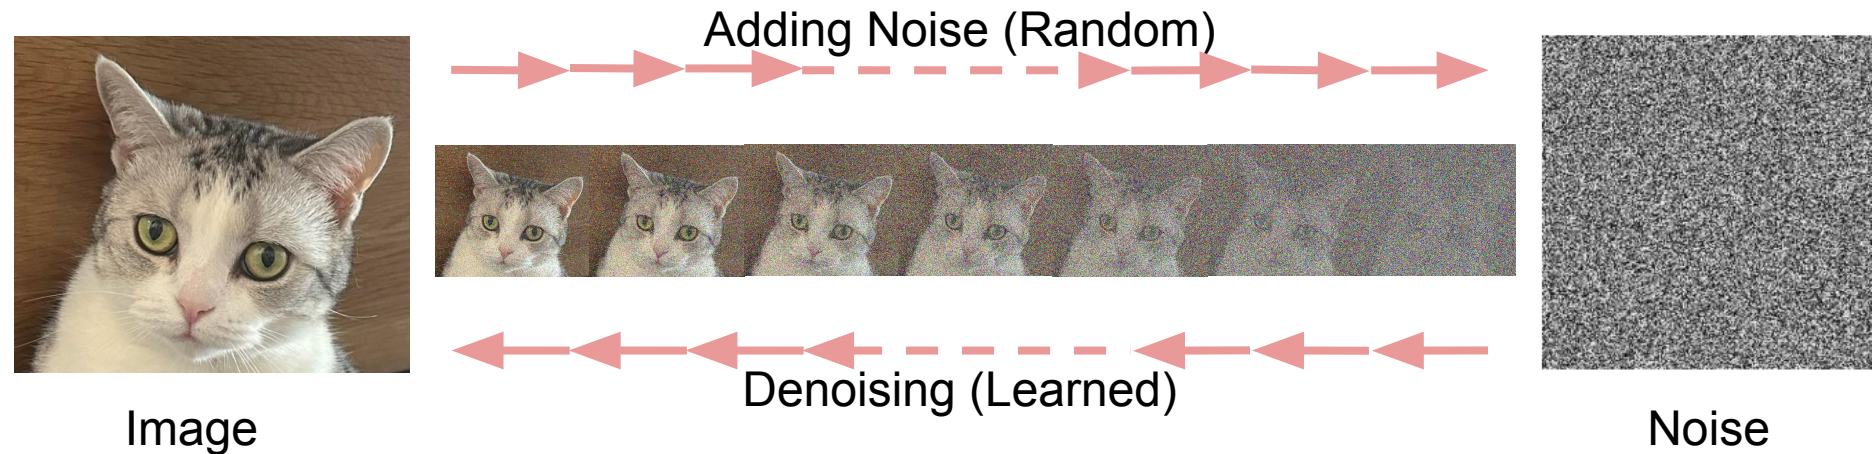 Adding Noise (Random)
Denoising (Learned)
Image
Noise